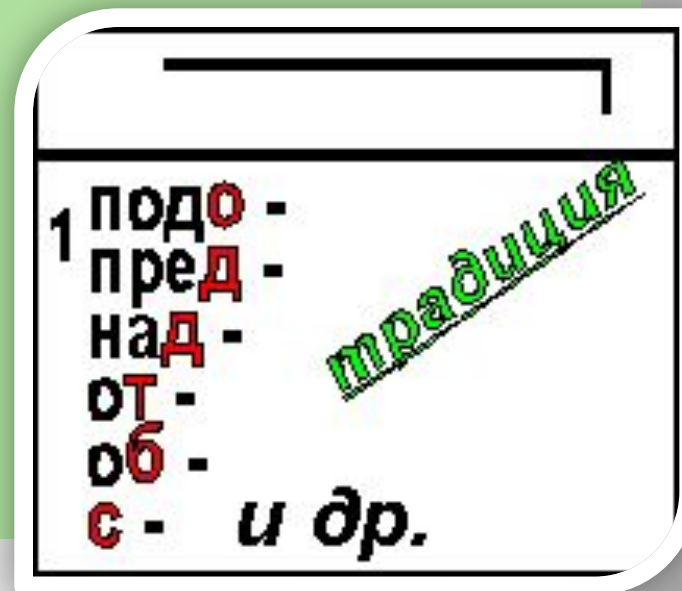 1 подо -
пред -
над -
от -
об -
с - и др.
традиция